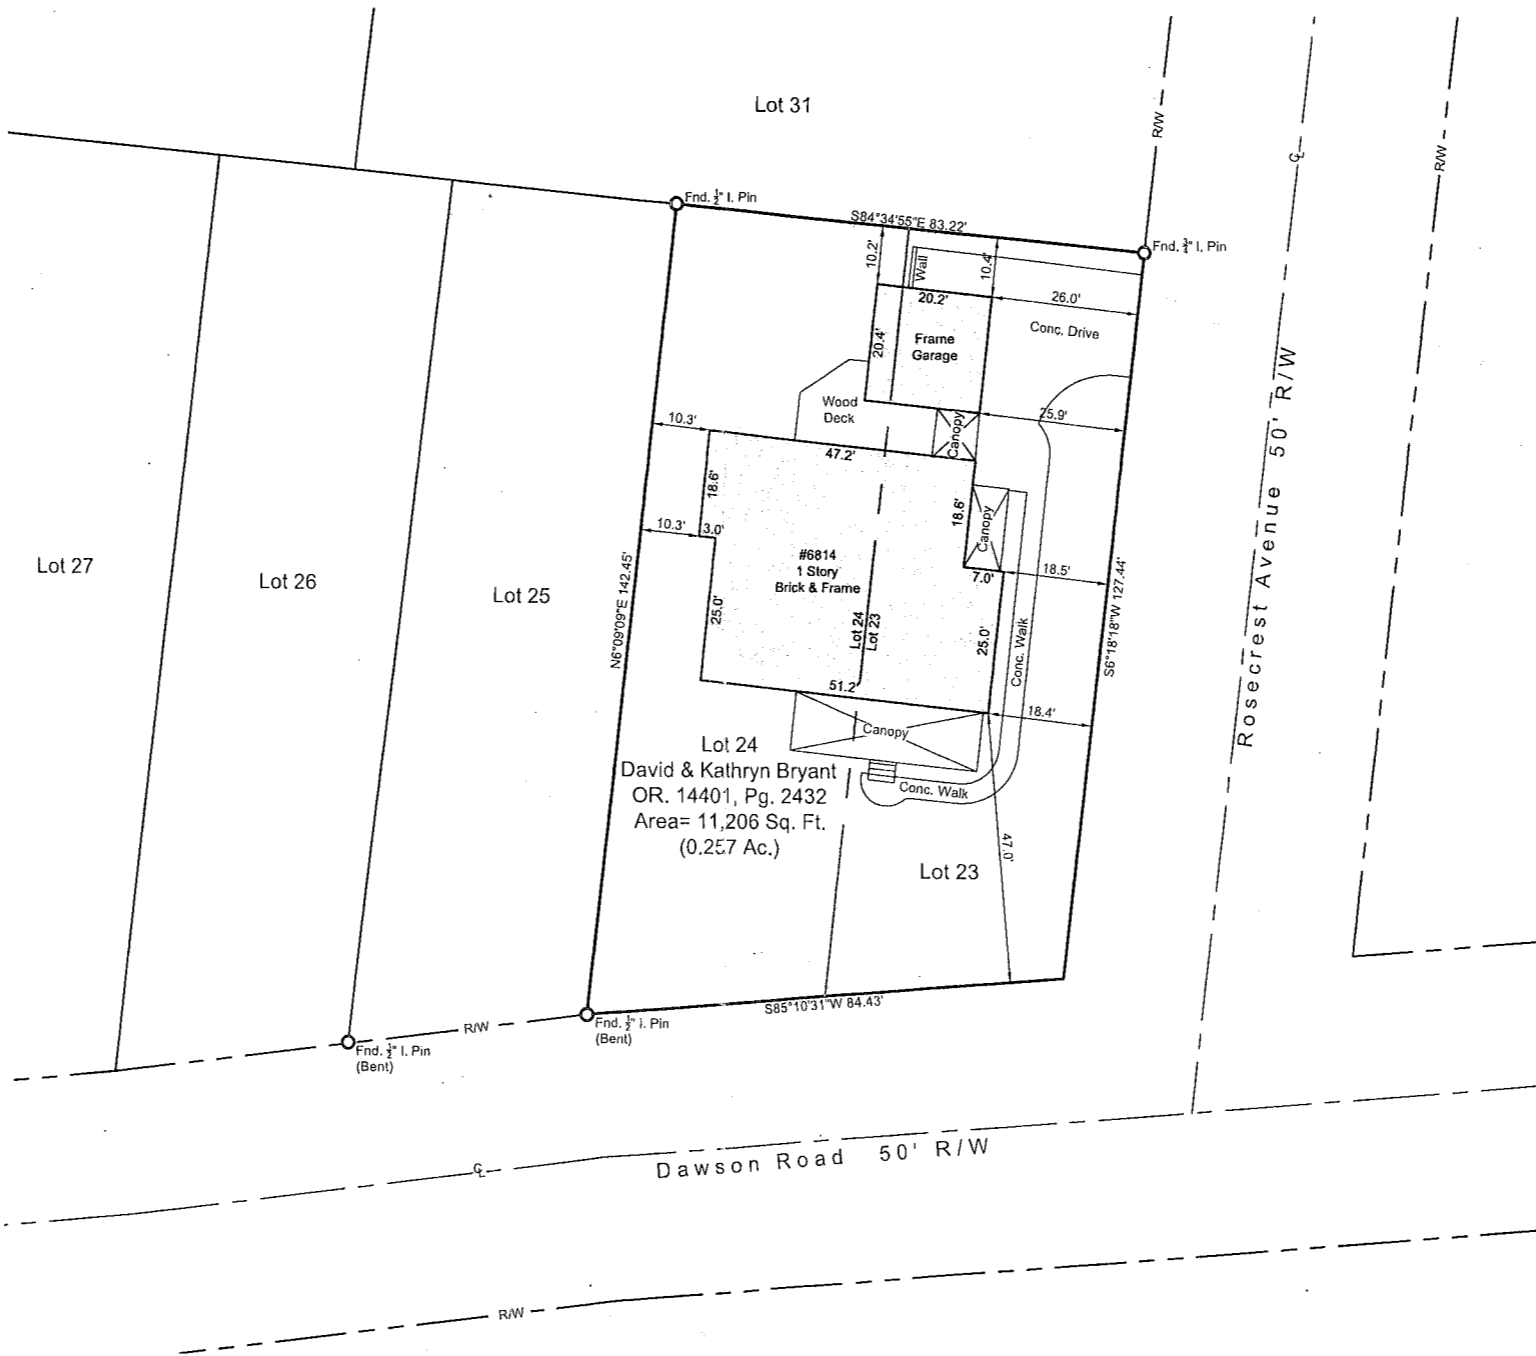 Lot 31
R/W
℄
R/W
Fnd. ½" I. Pin
S84°34'55"E 83.22'
Fnd. ¾" I. Pin
10.2'
Wall
10.4'
20.2'
26.0'
Conc. Drive
20.4'
Frame
Garage
Wood
Deck
Canopy
25.9'
10.3'
47.2'
18.6'
18.6'
Canopy
10.3'
3.0'
#6814
1 Story
Brick & Frame
7.0'
18.5'
Lot 27
Lot 26
Lot 25
N6°09'09"E 142.45'
25.0'
Lot 24
Lot 23
25.0'
Conc. Walk
S6°18'18"W 127.44'
Rosecrest Avenue 50' R/W
51.2'
18.4'
Canopy
Lot 24
David & Kathryn Bryant
OR. 14401, Pg. 2432
Area= 11,206 Sq. Ft.
(0.257 Ac.)
Conc. Walk
47.0'
Lot 23
S85°10'31"W 84.43'
R/W
Fnd. ½" I. Pin
(Bent)
Fnd. ½" I. Pin
(Bent)
℄
Dawson Road 50' R/W
R/W